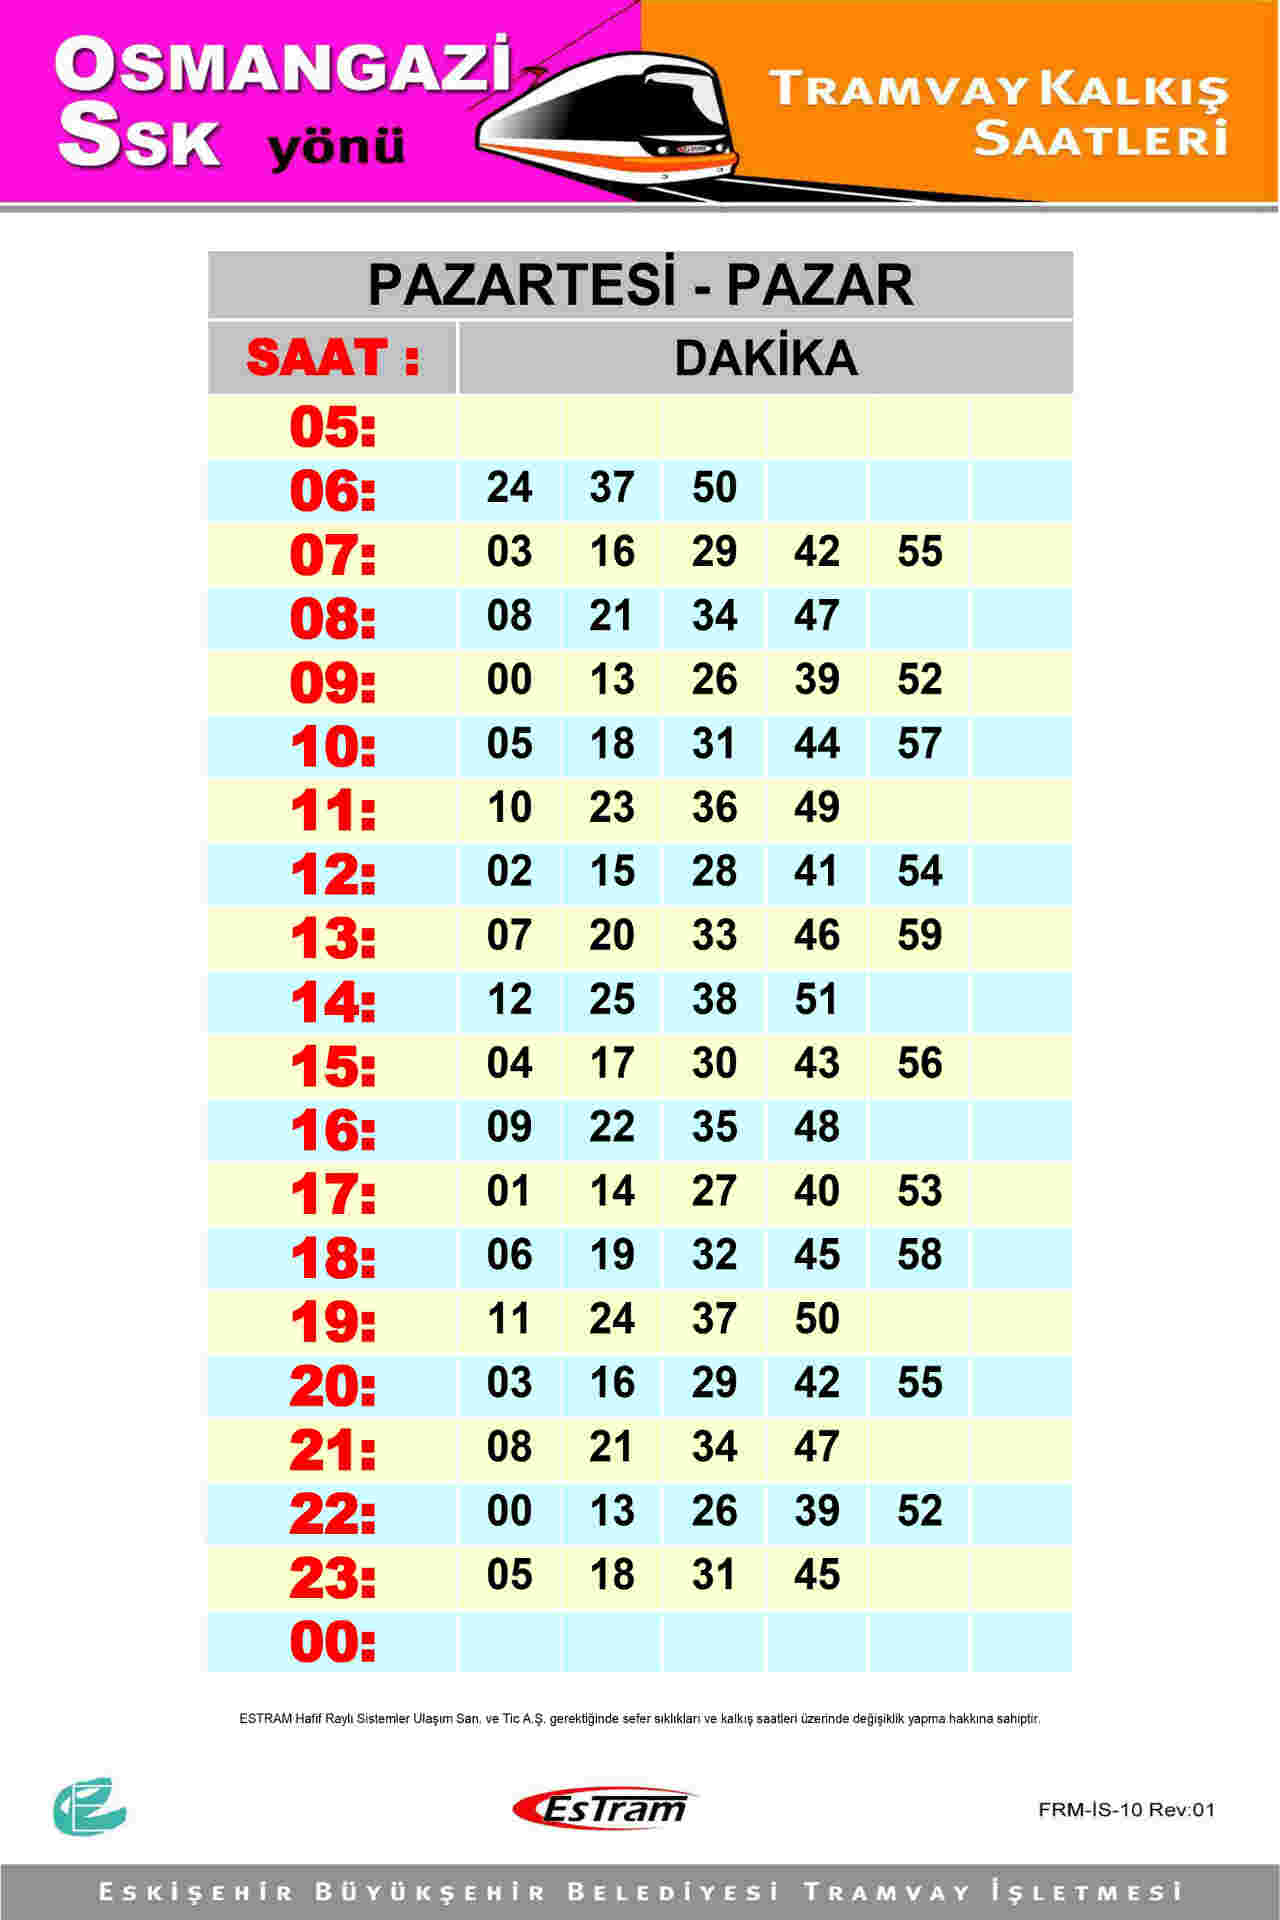 OSMANGAZİ
SSK yönü
TRAMVAY KALKIŞ
SAATLERİ
PAZARTESİ - PAZAR
SAAT : DAKİKA
05:
06: 24 37 50
07: 03 16 29 42 55
08: 08 21 34 47
09: 00 13 26 39 52
10: 05 18 31 44 57
11: 10 23 36 49
12: 02 15 28 41 54
13: 07 20 33 46 59
14: 12 25 38 51
15: 04 17 30 43 56
16: 09 22 35 48
17: 01 14 27 40 53
18: 06 19 32 45 58
19: 11 24 37 50
20: 03 16 29 42 55
21: 08 21 34 47
22: 00 13 26 39 52
23: 05 18 31 45
00:
ESTRAM Hafif Raylı Sistemler Ulaşım San. ve Tic A.Ş. gerektiğinde sefer sıklıkları ve kalkış saatleri üzerinde değişiklik yapma hakkına sahiptir.
EsTram
FRM-İS-10 Rev:01
ESKİŞEHİR BÜYÜKŞEHİR BELEDİYESİ TRAMVAY İŞLETMESİ